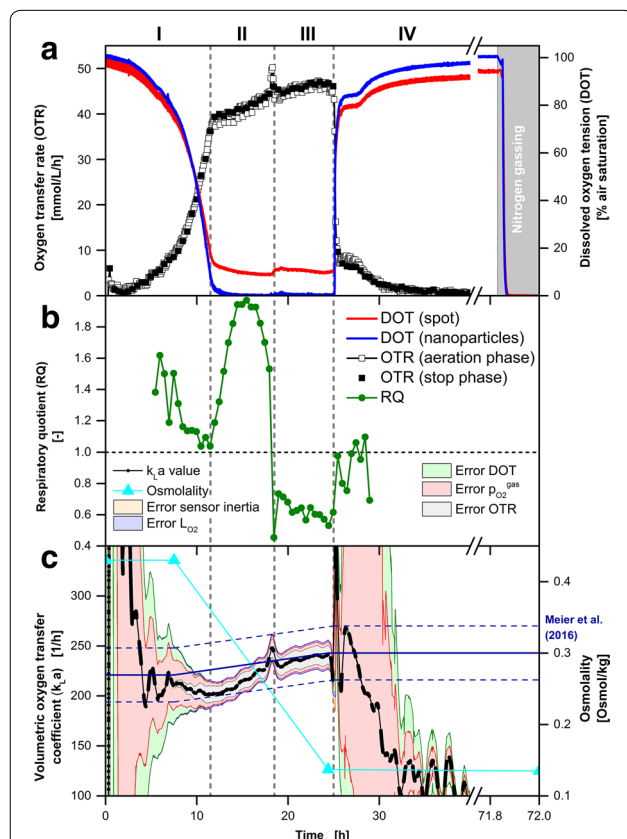 I II III IV
a
50
40
30
20
10
0
Oxygen transfer rate (OTR)
[mmol/L/h]
100
80
60
40
20
0
Dissolved oxygen tension (DOT)
[% air saturation]
Nitrogen gassing
b
1.8
1.6
1.4
1.2
1.0
0.8
0.6
0.4
Respiratory quotient (RQ)
[-]
DOT (spot)
DOT (nanoparticles)
OTR (aeration phase)
OTR (stop phase)
RQ
kLa value
Osmolality
Error sensor inertia
Error LO2
Error DOT
Error pO2gas
Error OTR
c
300
250
200
150
100
Volumetric oxygen transfer
coefficient (kLa)
[1/h]
Meier et al.
(2016)
0.4
0.3
0.2
0.1
Osmolality
[Osmol/kg]
0 10 20 30 71.8 72.0
Time [h]